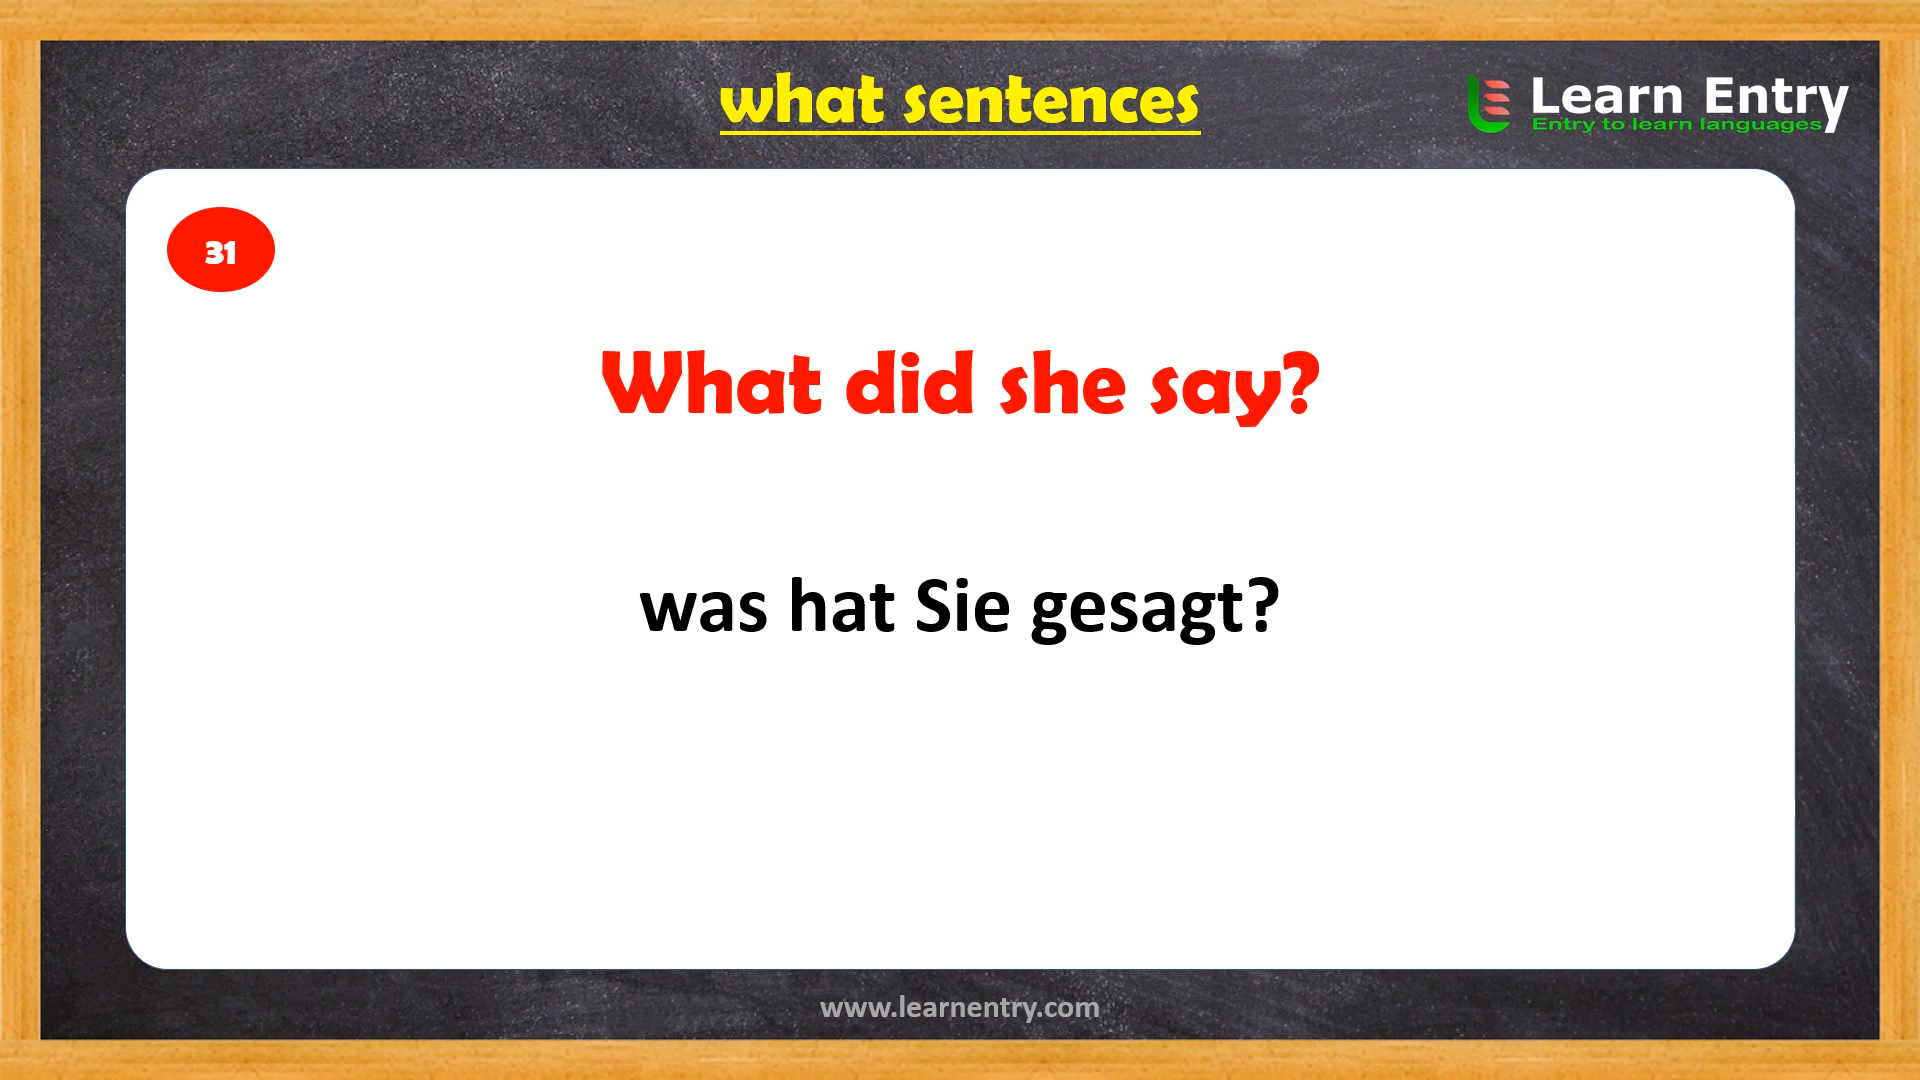 what sentences
Learn Entry
Entry to learn languages
31
What did she say?
was hat Sie gesagt?
www.learnentry.com